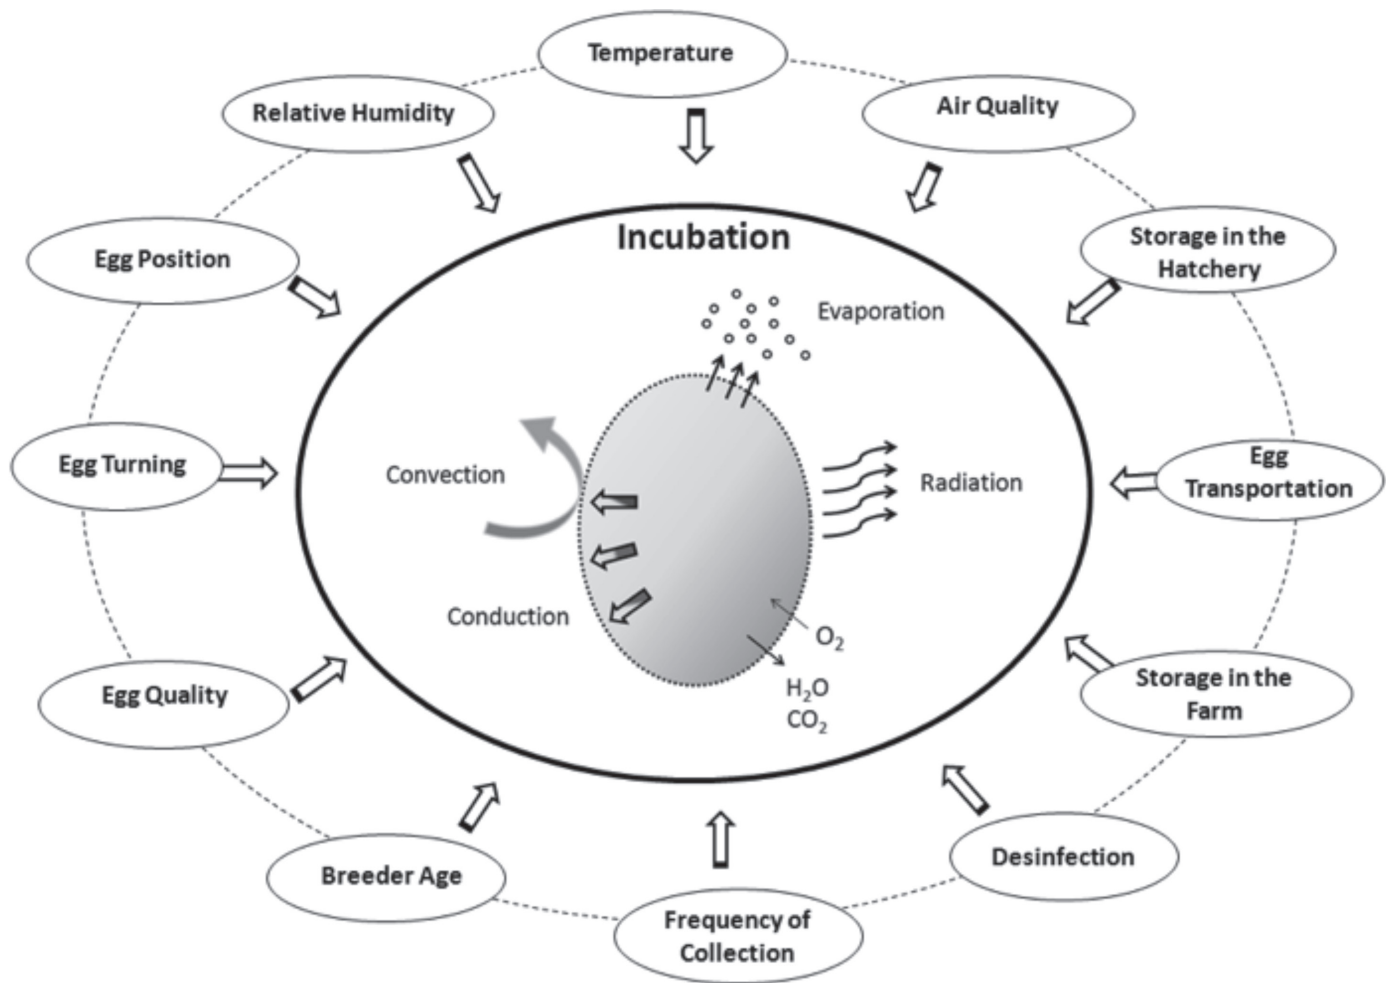 Temperature
Relative Humidity
Air Quality
Egg Position
Incubation
Storage in the
Hatchery
Evaporation
Egg Turning
Convection
Radiation
Egg
Transportation
Conduction
O₂
H₂O
CO₂
Egg Quality
Storage in the
Farm
Breeder Age
Desinfection
Frequency of
Collection